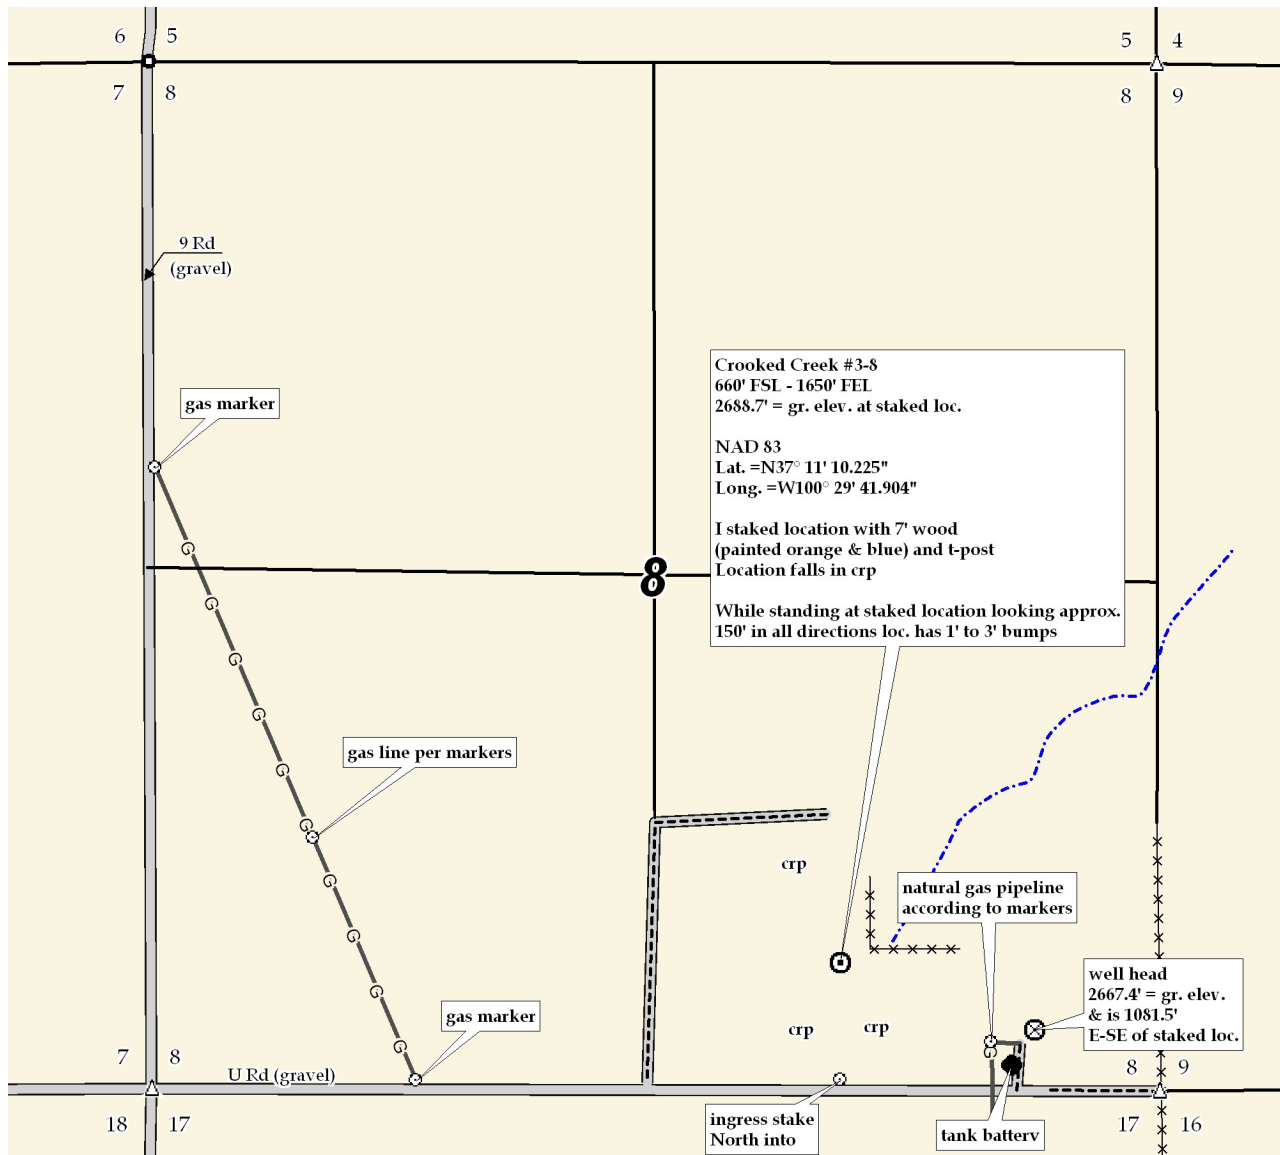 6 5
5 4
7 8
8 9
9 Rd
(gravel)
gas marker
Crooked Creek #3-8
660' FSL - 1650' FEL
2688.7' = gr. elev. at staked loc.
NAD 83
Lat. =N37° 11' 10.225"
Long. =W100° 29' 41.904"
I staked location with 7' wood
(painted orange & blue) and t-post
Location falls in crp
While standing at staked location looking approx.
150' in all directions loc. has 1' to 3' bumps
8
G
G
G
G
G
gas line per markers
G
G
G
G
G
crp
natural gas pipeline
according to markers
well head
2667.4' = gr. elev.
& is 1081.5'
E-SE of staked loc.
gas marker
crp
crp
G
7 8
8 9
U Rd (gravel)
18 17
17 16
ingress stake
North into
tank battery